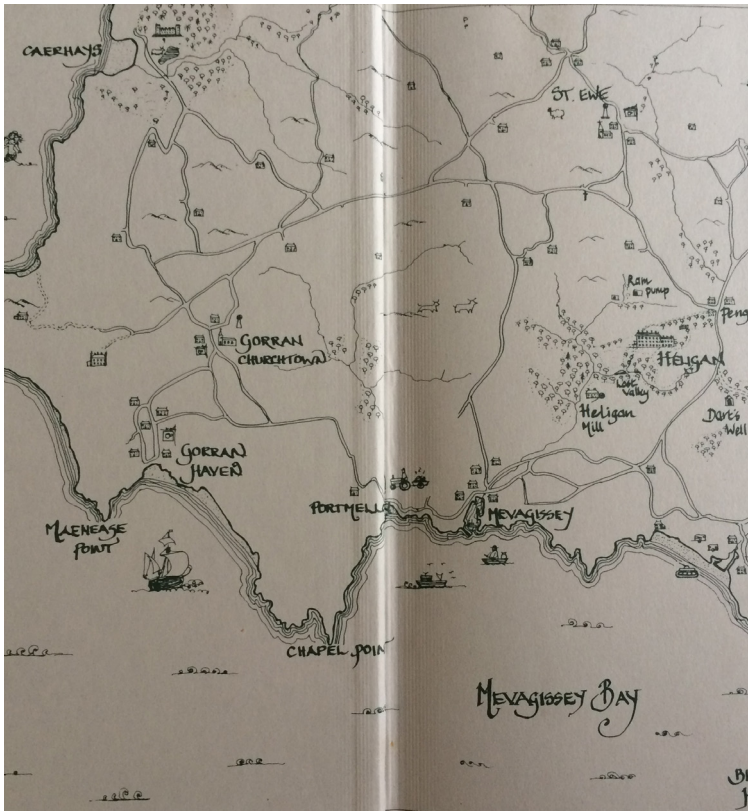 CAERHAYS
ST. EWE
Ram
pump
HELIGAN
Lost
Valley
Heligan
Mill
Dart's
Well
GORRAN
CHURCHTOWN
GORRAN
HAVEN
PORTMELL
MEVAGISSEY
MAENEASE
POINT
CHAPEL POIN
MEVAGISSEY BAY